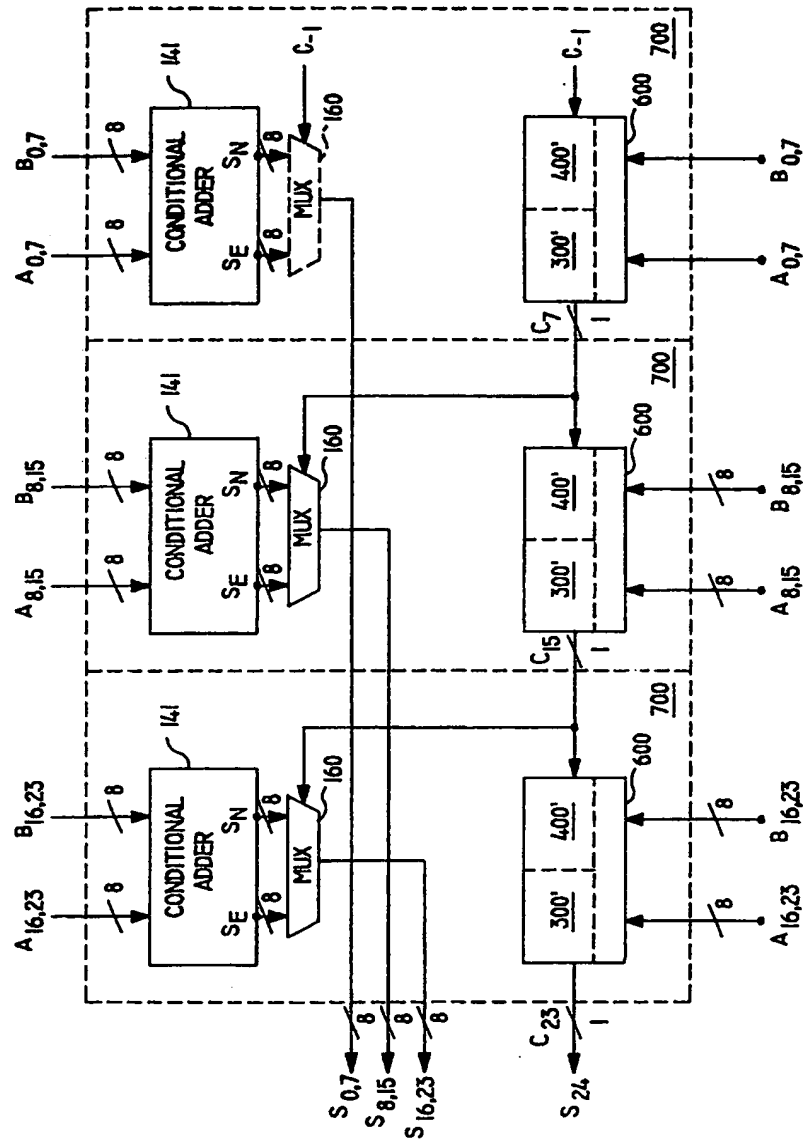 A16,23 B16,23 A8,15 B8,15 A0,7 B0,7
8 8 8 8 8 8
141 141 141
CONDITIONAL ADDER CONDITIONAL ADDER CONDITIONAL ADDER
SE SN SE SN SE SN
8 8 8 8 8 8
MUX MUX MUX C-1
160 160 160
S0,7 8
S8,15 8
S16,23 8
C23 C15 C7 C-1
S24 1 300' 400' 1 300' 400' 1 300' 400'
600 700 600 700 600 700
8 8 8 8
A16,23 B16,23 A8,15 B8,15 A0,7 B0,7